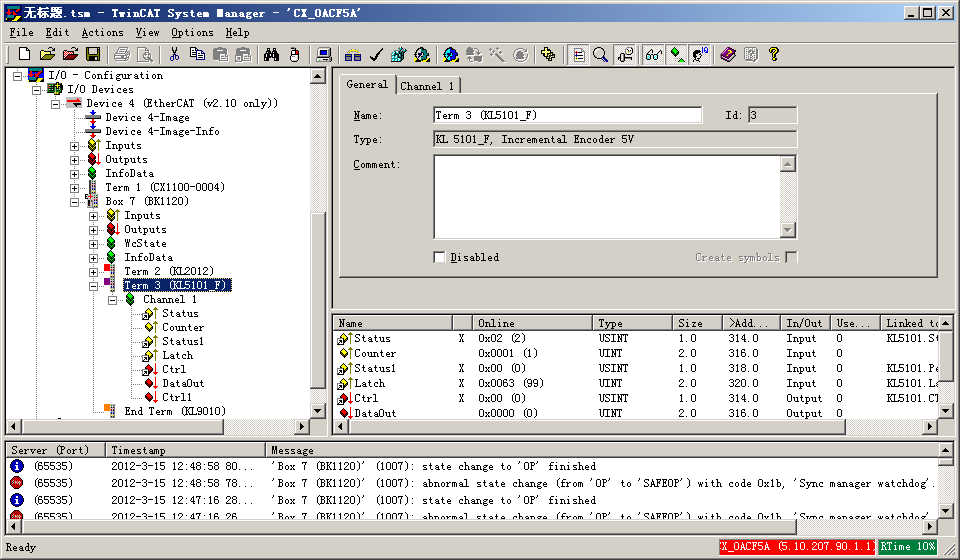 无标题.tsm - TwinCAT System Manager - 'CX_0ACF5A'
File Edit Actions View Options Help
I/O - Configuration
I/O Devices
Device 4 (EtherCAT (v2.10 only))
Device 4-Image
Device 4-Image-Info
Inputs
Outputs
InfoData
Term 1 (CX1100-0004)
Box 7 (BK1120)
Inputs
Outputs
WcState
InfoData
Term 2 (KL2012)
Term 3 (KL5101_F)
Channel 1
Status
Counter
Status1
Latch
Ctrl
DataOut
Ctrl1
End Term (KL9010)
General Channel 1
Name: Term 3 (KL5101_F) Id: 3
Type: KL 5101_F, Incremental Encoder 5V
Comment:
Disabled Create symbols
Name Online Type Size >Add... In/Out Use... Linked to
Status X 0x02 (2) USINT 1.0 314.0 Input 0 KL5101.St
Counter 0x0001 (1) UINT 2.0 316.0 Input 0
Status1 X 0x00 (0) USINT 1.0 318.0 Input 0 KL5101.Pe
Latch X 0x0063 (99) UINT 2.0 320.0 Input 0 KL5101.La
Ctrl X 0x00 (0) USINT 1.0 314.0 Output 0 KL5101.CT
DataOut 0x0000 (0) UINT 2.0 316.0 Output 0
Server (Port) Timestamp Message
(65535) 2012-3-15 12:48:58 80... 'Box 7 (BK1120)' (1007): state change to 'OP' finished
(65535) 2012-3-15 12:48:58 78... 'Box 7 (BK1120)' (1007): abnormal state change (from 'OP' to 'SAFEOP') with code 0x1b, 'Sync manager watchdog'.
(65535) 2012-3-15 12:47:16 28... 'Box 7 (BK1120)' (1007): state change to 'OP' finished
(65535) 2012-3-15 12:47:16 26... 'Box 7 (BK1120)' (1007): abnormal state change (from 'OP' to 'SAFEOP') with code 0x1b, 'Sync manager watchdog'.
Ready CX_0ACF5A (5.10.207.90.1.1) RTime 10%